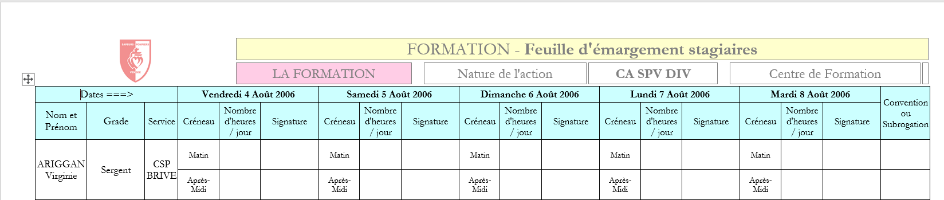 FORMATION - Feuille d'émargement stagiaires
LA FORMATION Nature de l'action CA SPV DIV Centre de Formation
Dates ===> Vendredi 4 Août 2006 Samedi 5 Août 2006 Dimanche 6 Août 2006 Lundi 7 Août 2006 Mardi 8 Août 2006 Convention ou Subrogation
Nom et Prénom Grade Service Créneau Nombre d'heures / jour Signature Créneau Nombre d'heures / jour Signature Créneau Nombre d'heures / jour Signature Créneau Nombre d'heures / jour Signature Créneau Nombre d'heures / jour Signature
ARIGGAN Virginie Sergent CSP BRIVE Matin Matin Matin Matin Matin
Après-Midi Après-Midi Après-Midi Après-Midi Après-Midi